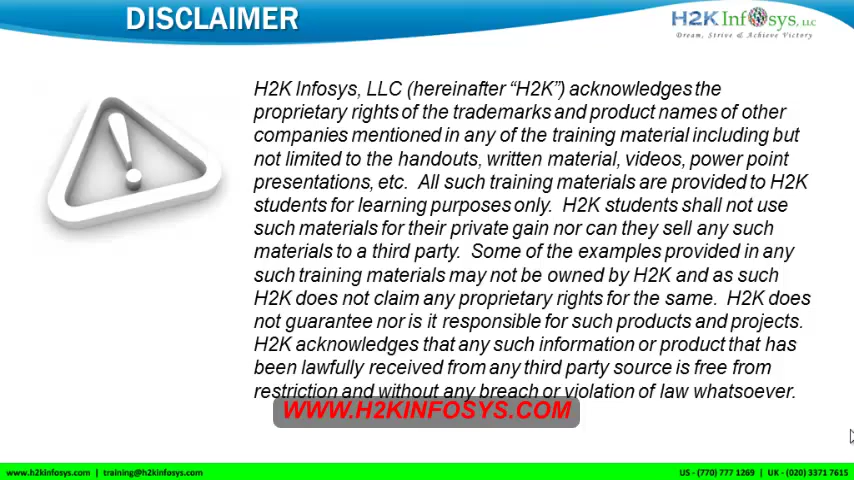 DISCLAIMER
H2K Infosys, LLC
Dream, Strive & Achieve Victory
H2K Infosys, LLC (hereinafter “H2K”) acknowledges the
proprietary rights of the trademarks and product names of other
companies mentioned in any of the training material including but
not limited to the handouts, written material, videos, power point
presentations, etc. All such training materials are provided to H2K
students for learning purposes only. H2K students shall not use
such materials for their private gain nor can they sell any such
materials to a third party. Some of the examples provided in any
such training materials may not be owned by H2K and as such
H2K does not claim any proprietary rights for the same. H2K does
not guarantee nor is it responsible for such products and projects.
H2K acknowledges that any such information or product that has
been lawfully received from any third party source is free from
restriction and without any breach or violation of law whatsoever.
WWW.H2KINFOSYS.COM
www.h2kinfosys.com | training@h2kinfosys.com
US - (770) 777 1269 | UK - (020) 3371 7615